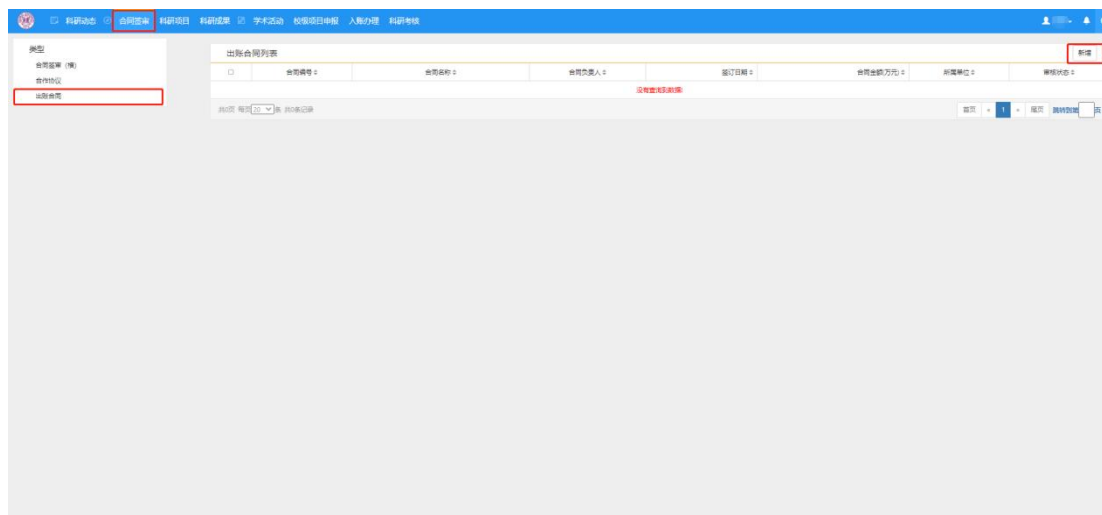 科研动态 合同签审 科研项目 科研成果 学术活动 校级项目申报 入账办理 科研考核
类型
合同签审（横）
合作协议
出账合同
出账合同列表
新增
合同编号 合同名称 合同负责人 签订日期 合同金额(万元) 所属单位 审核状态
没有查询到数据!
共0页 每页 20 条 共0条记录
首页 « 1 » 尾页 跳转到第 页